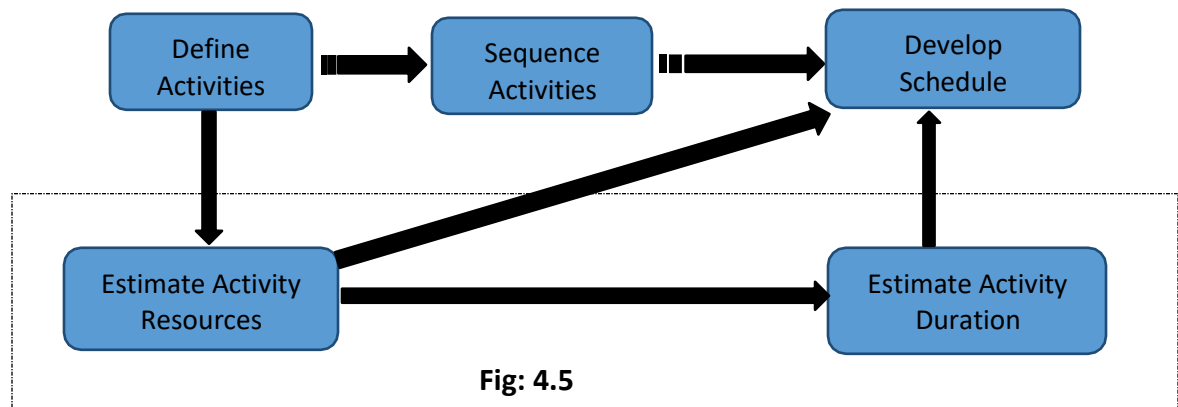 Define
Activities
Sequence
Activities
Develop
Schedule
Estimate Activity
Resources
Estimate Activity
Duration
Fig: 4.5